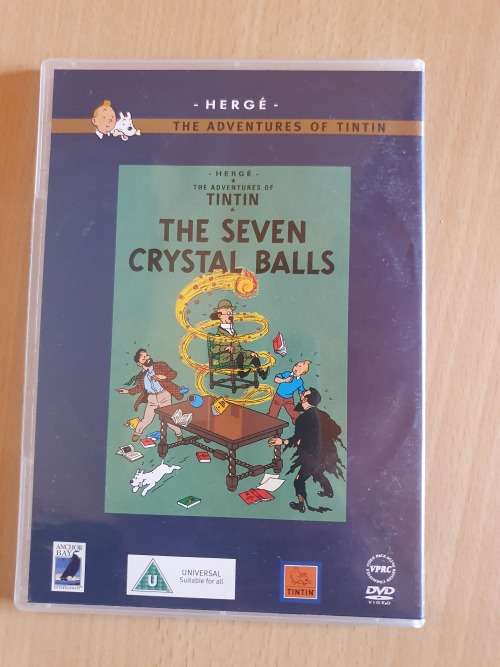 - HERGÉ -
THE ADVENTURES OF TINTIN
- HERGÉ -
THE ADVENTURES OF
TINTIN
THE SEVEN
CRYSTAL BALLS
ANCHOR
BAY
U
UNIVERSAL
Suitable for all
TINTIN
VPRC
DVD
VIDEO